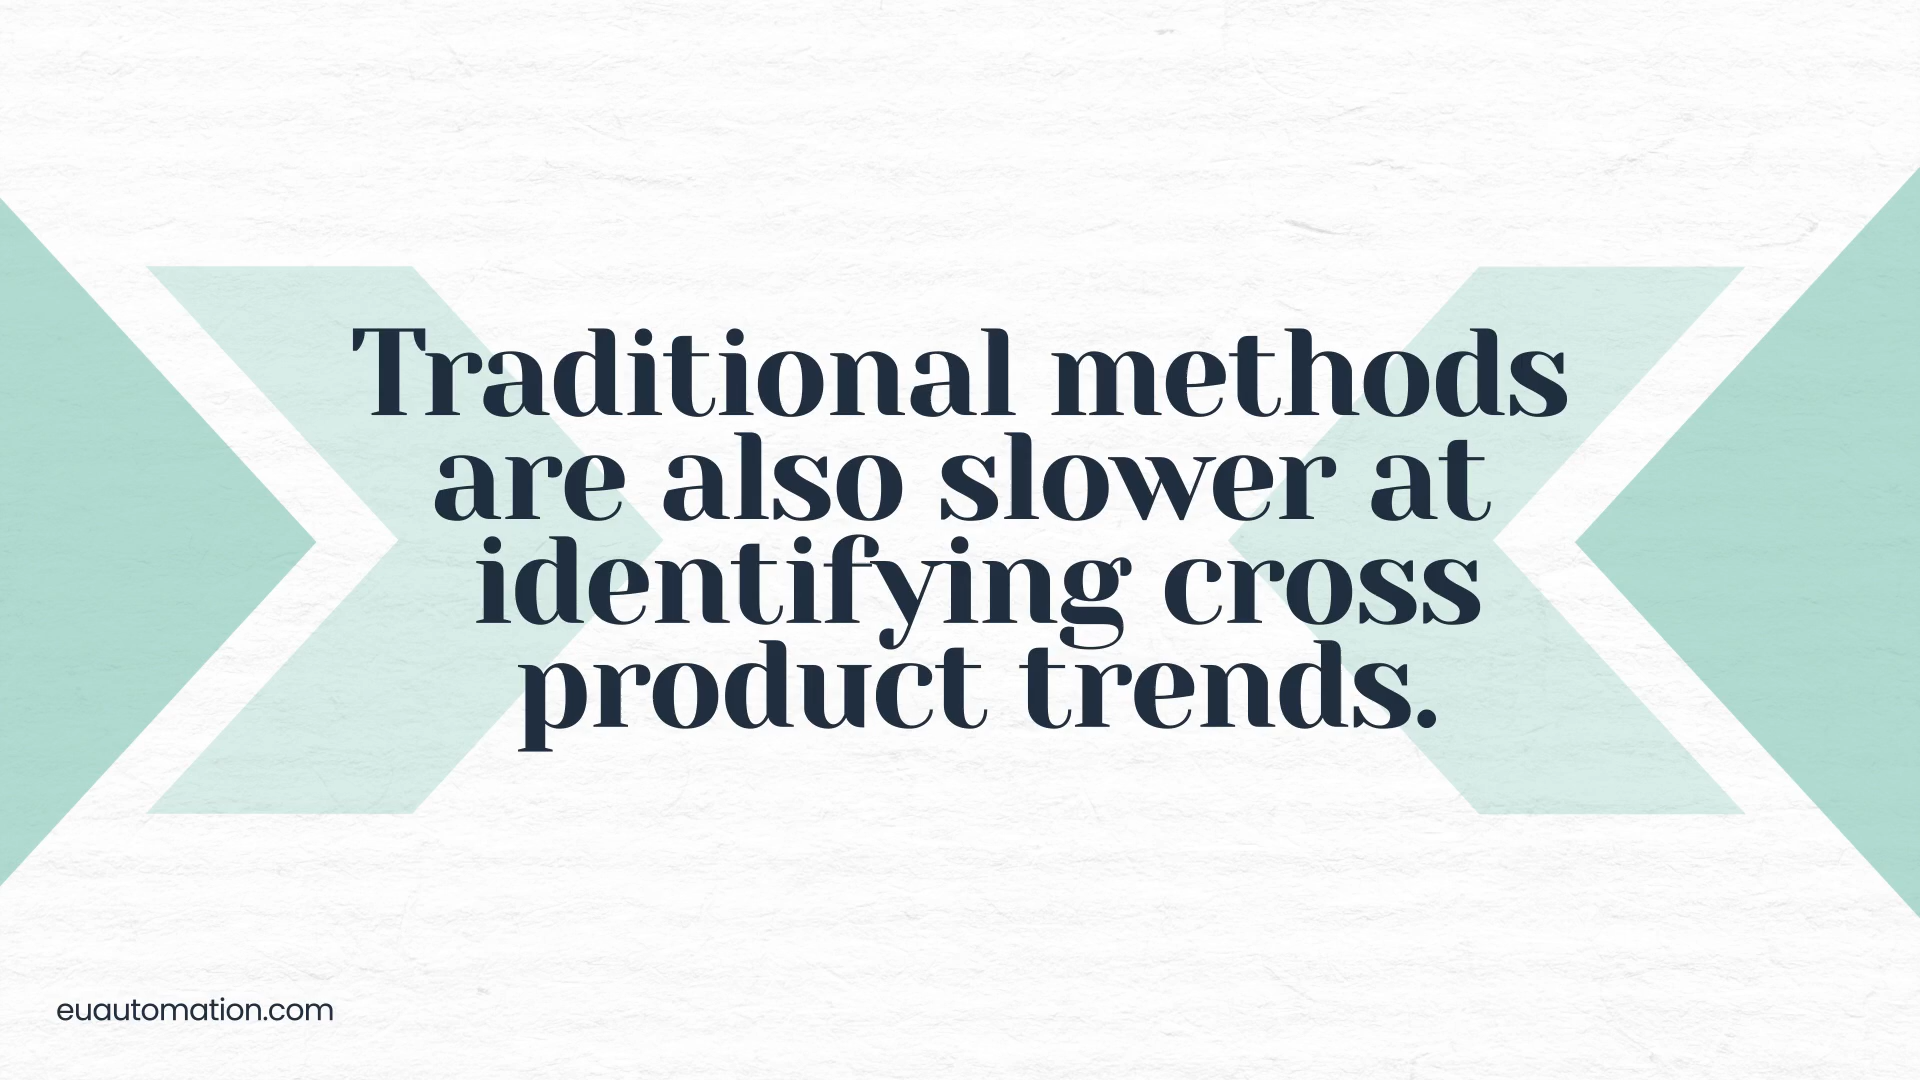 Traditional methods
are also slower at
identifying cross
product trends.
euautomation.com